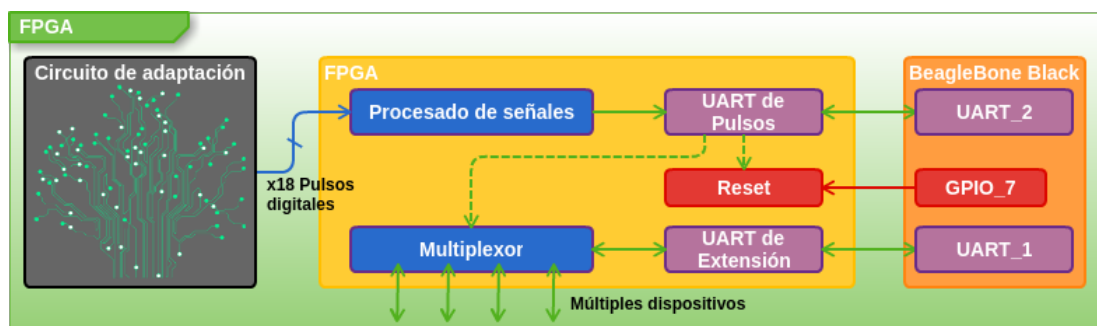 FPGA
Circuito de adaptación
FPGA
BeagleBone Black
Procesado de señales
UART de
Pulsos
UART_2
x18 Pulsos
digitales
Reset
GPIO_7
Multiplexor
UART de
Extensión
UART_1
Múltiples dispositivos